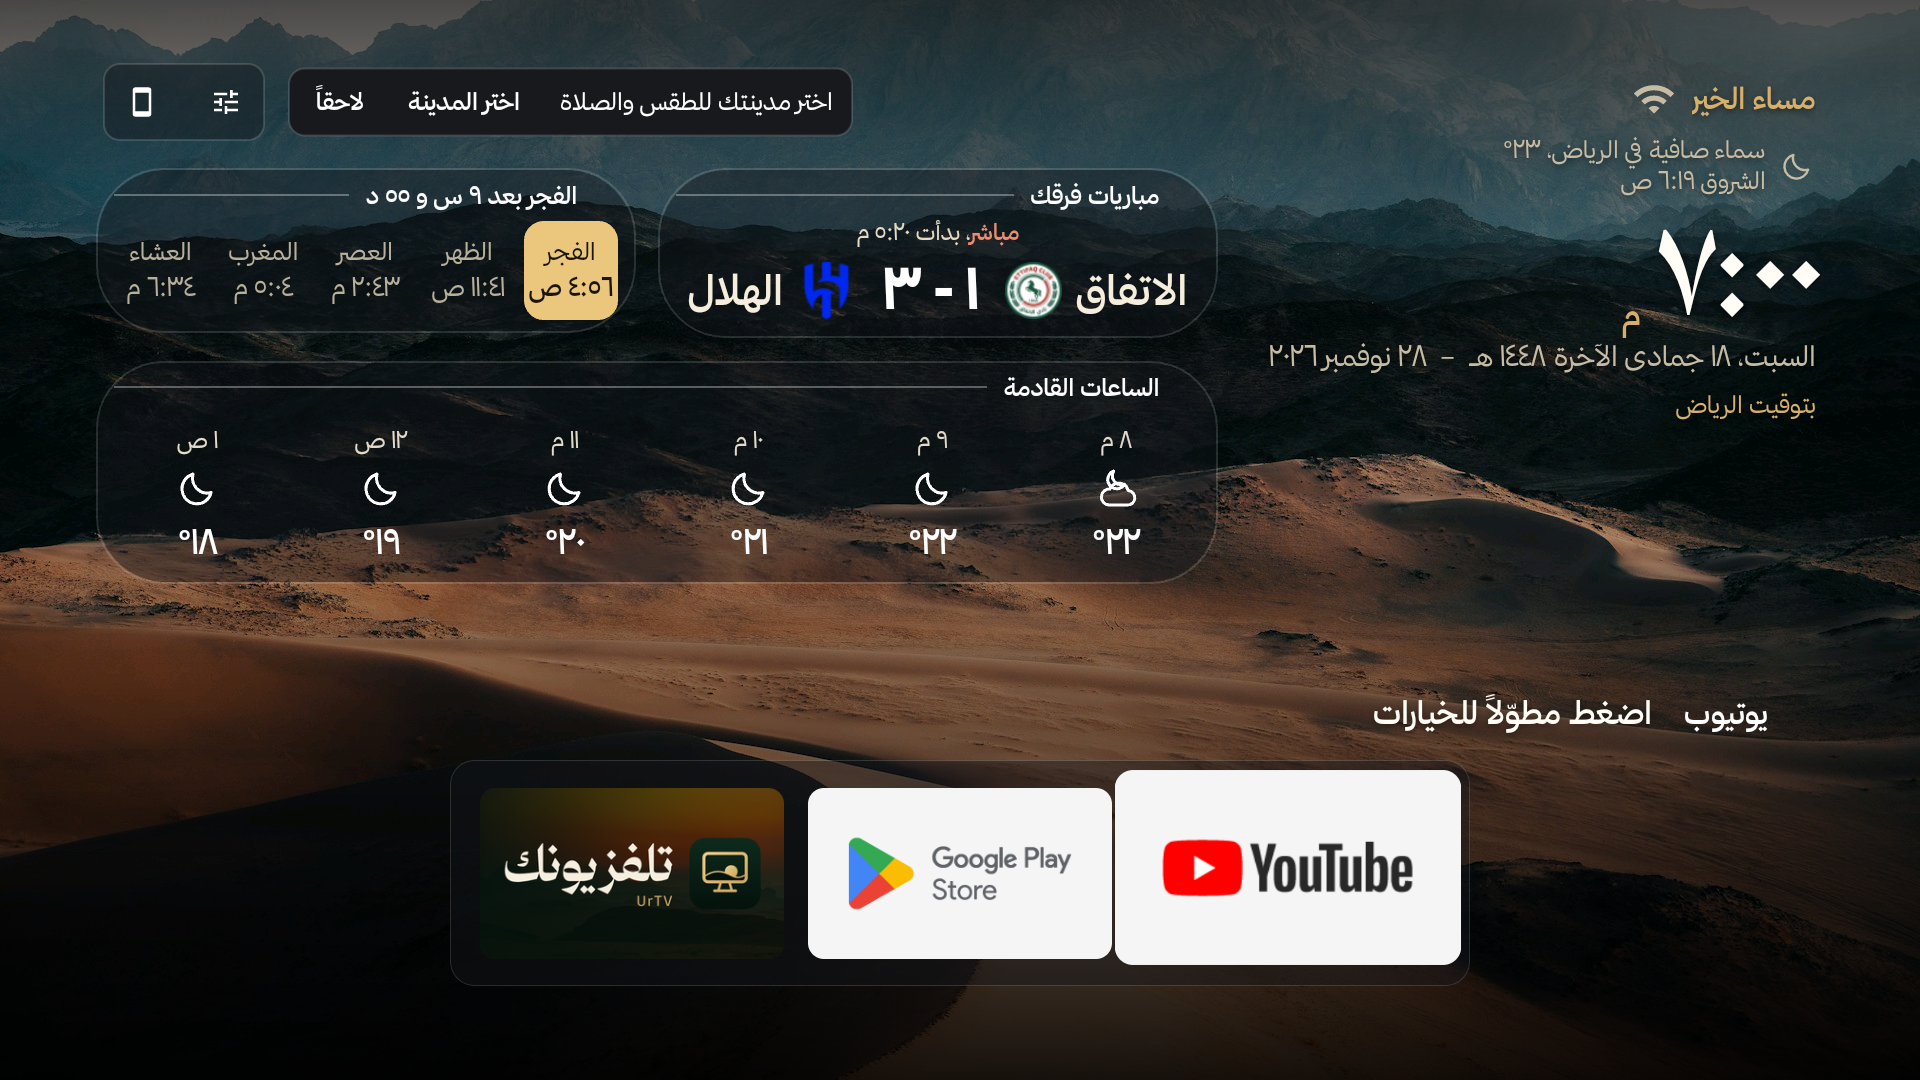 مساء الخير
سماء صافية في الرياض، ٢٣°
الشروق ٦:١٩ ص
٧:٠٠ م
السبت، ١٨ جمادى الآخرة ١٤٤٨ هـ – ٢٨ نوفمبر ٢٠٢٦
بتوقيت الرياض
اختر مدينتك للطقس والصلاة اختر المدينة لاحقاً
مباريات فرقك
مباشر، بدأت ٥:٢٠ م
الاتفاق ١ - ٣ الهلال
الفجر بعد ٩ س و ٥٥ د
الفجر الظهر العصر المغرب العشاء
٤:٥٦ ص ١١:٤١ ص ٢:٤٣ م ٥:٠٤ م ٦:٣٤ م
الساعات القادمة
٨ م ٩ م ١٠ م ١١ م ١٢ ص ١ ص
٢٢° ٢٢° ٢١° ٢٠° ١٩° ١٨°
يوتيوب اضغط مطوّلاً للخيارات
YouTube
Google Play
Store
تلفزيونك
UrTV